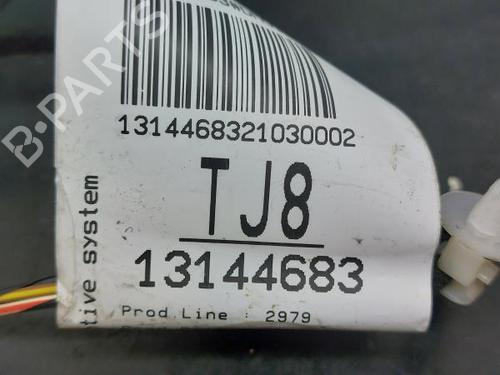 1314468321030002
TJ8
13144683
Prod.Line : 2979
tive system
B-PARTS